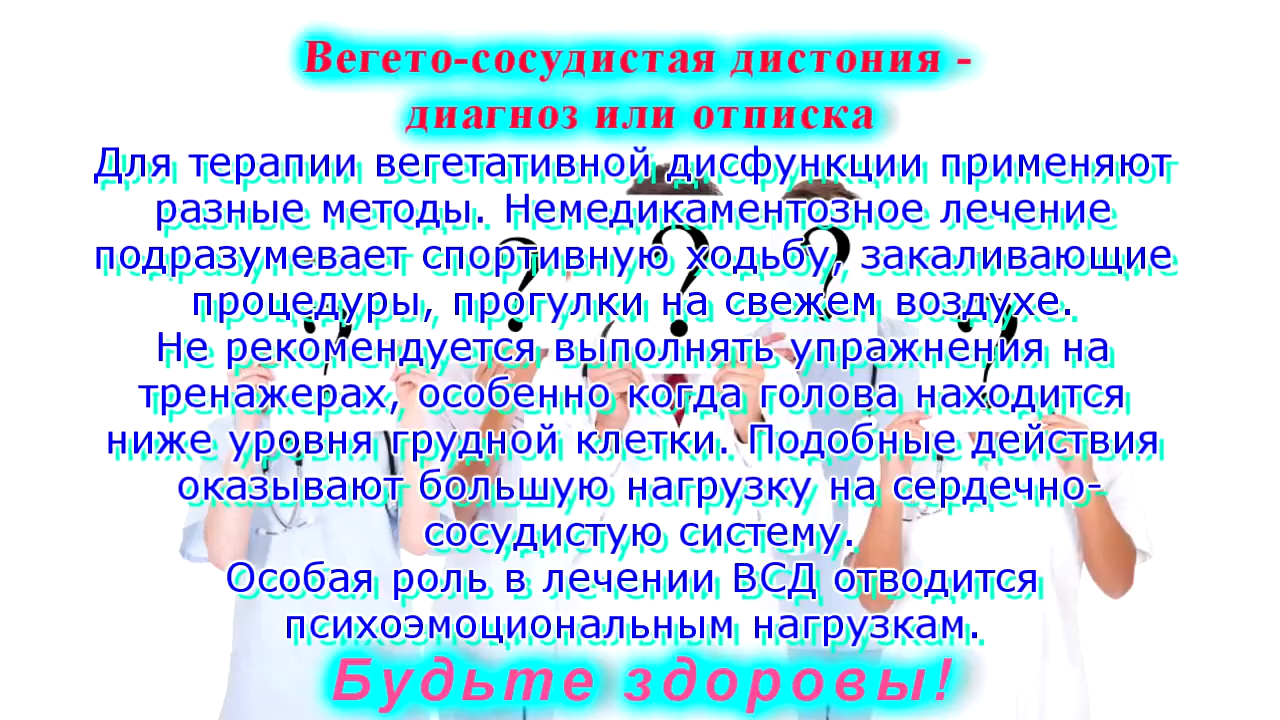 Вегето-сосудистая дистония -
диагноз или отписка
Для терапии вегетативной дисфункции применяют
разные методы. Немедикаментозное лечение
подразумевает спортивную ходьбу, закаливающие
процедуры, прогулки на свежем воздухе.
Не рекомендуется выполнять упражнения на
тренажерах, особенно когда голова находится
ниже уровня грудной клетки. Подобные действия
оказывают большую нагрузку на сердечно-
сосудистую систему.
Особая роль в лечении ВСД отводится
психоэмоциональным нагрузкам.
Будьте здоровы!